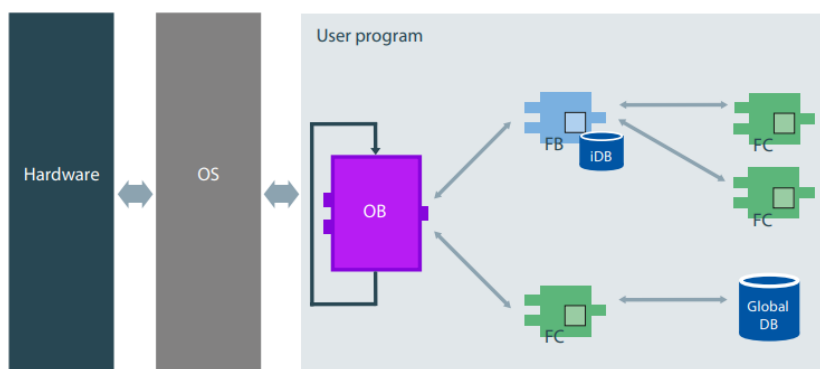 User program
Hardware
OS
OB
FB
iDB
FC
FC
FC
Global
DB